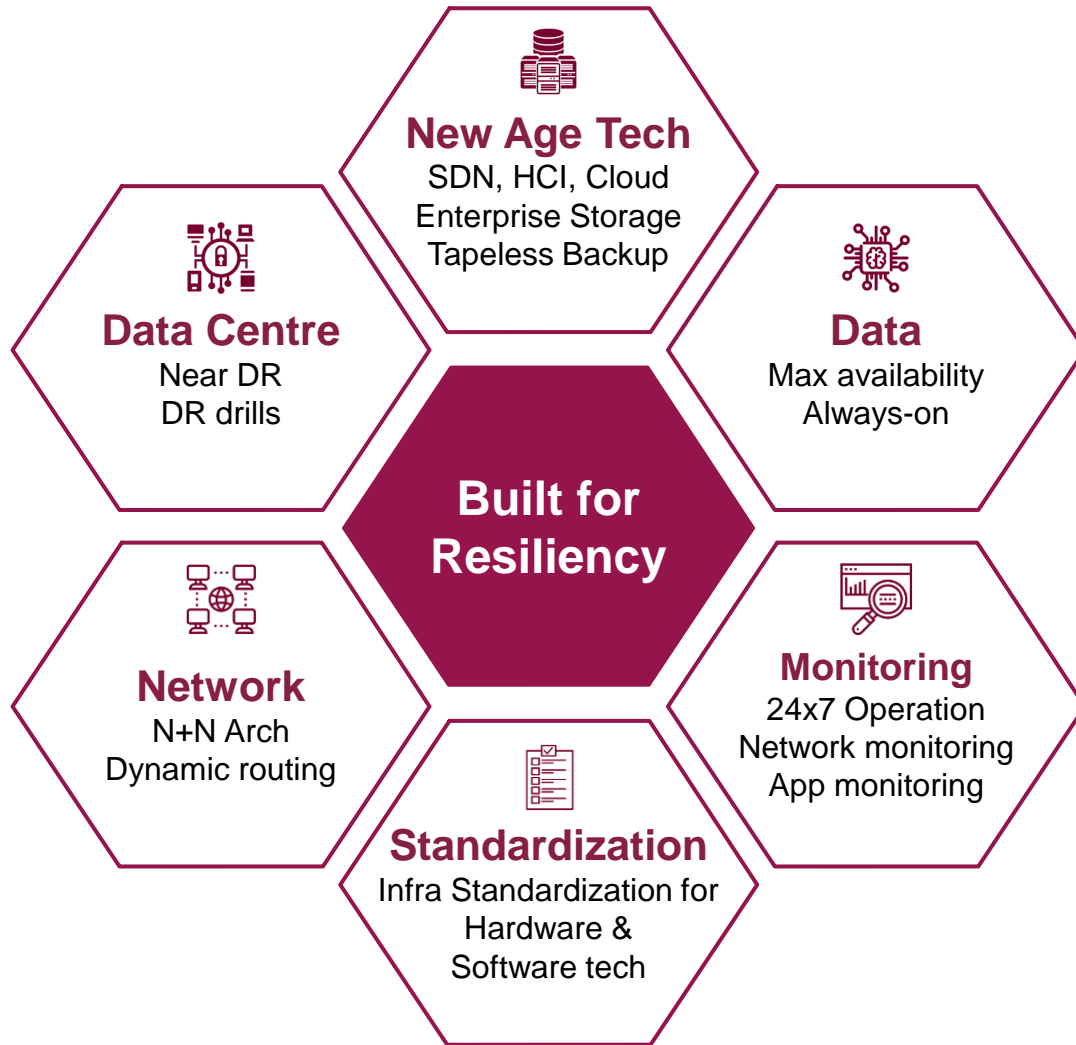 New Age Tech
SDN, HCI, Cloud
Enterprise Storage
Tapeless Backup
Data Centre
Near DR
DR drills
Data
Max availability
Always-on
Built for
Resiliency
Network
N+N Arch
Dynamic routing
Monitoring
24x7 Operation
Network monitoring
App monitoring
Standardization
Infra Standardization for
Hardware &
Software tech